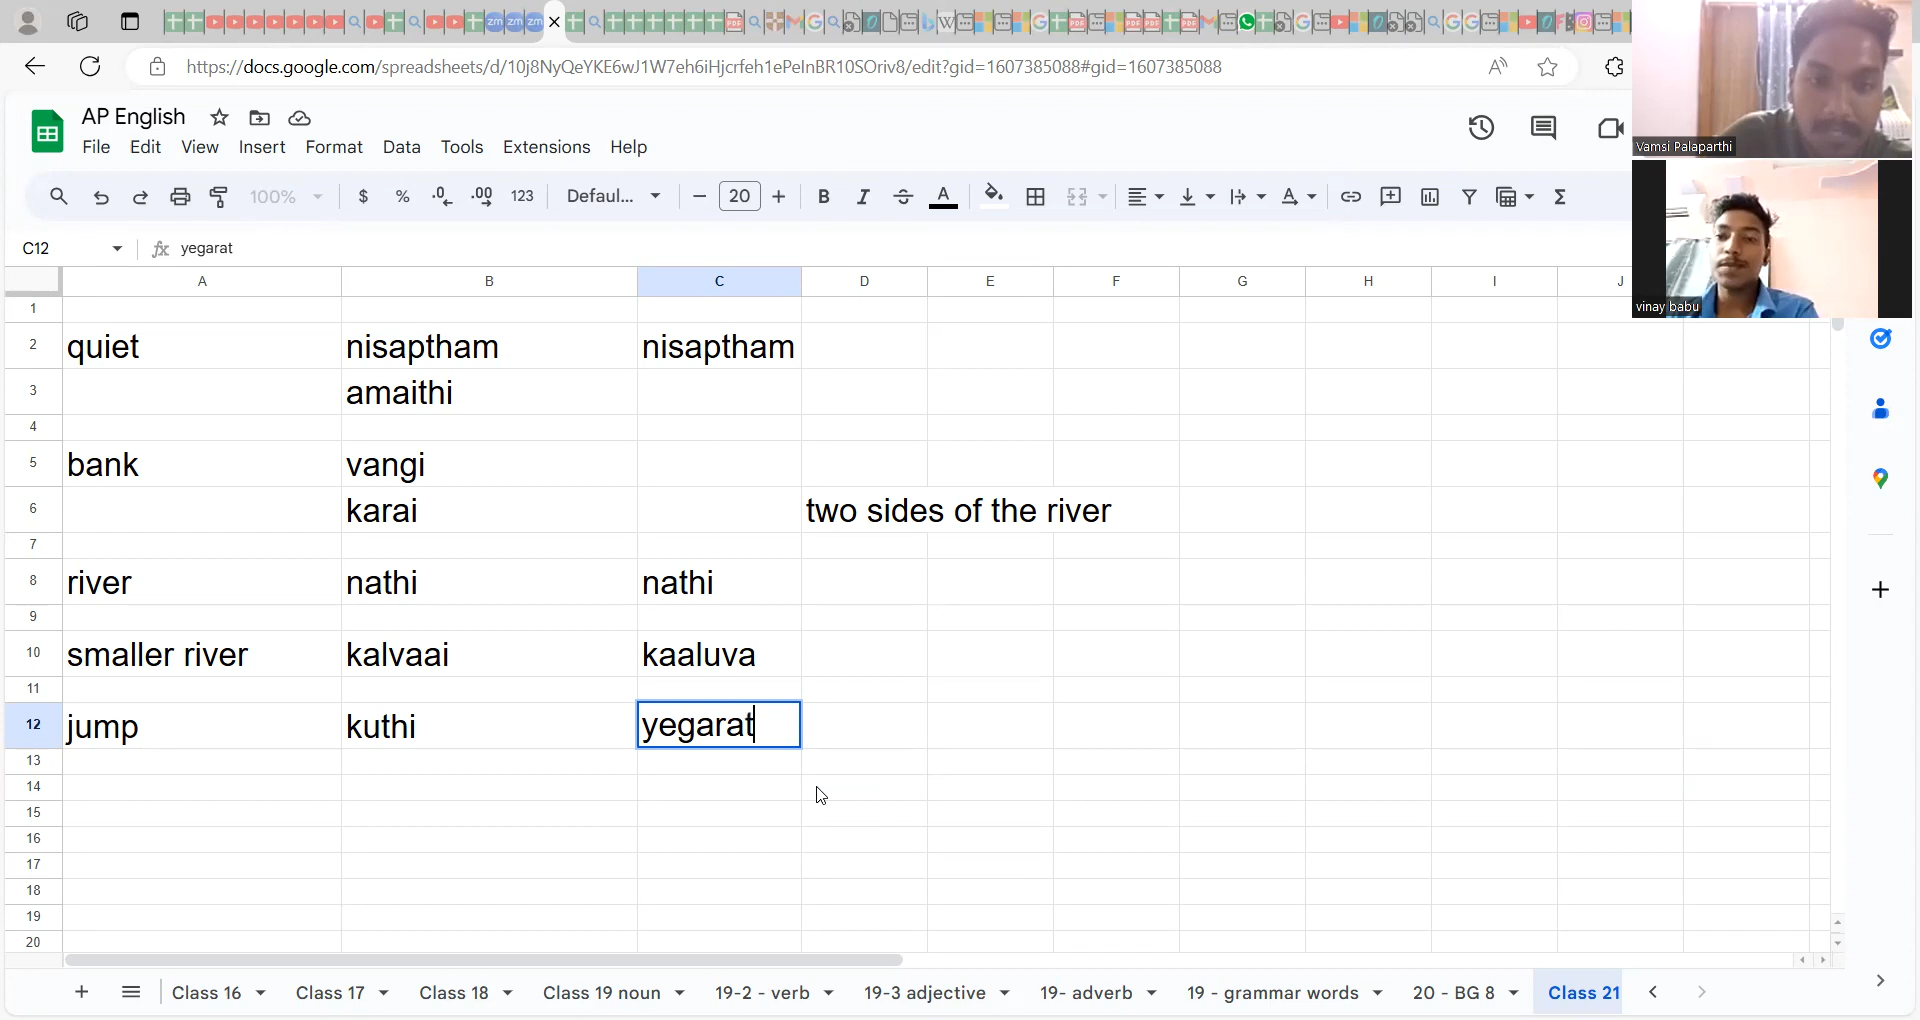 https://docs.google.com/spreadsheets/d/10j8NyQeYKE6wJ1W7eh6iHjcrfeh1ePeInBR10SOriv8/edit?gid=1607385088#gid=1607385088
AP English
File Edit View Insert Format Data Tools Extensions Help
100% $ % .0 .00 123 Defaul... 20 B I A
C12 fx yegarat
A B C D E F G H I J
1
2 quiet nisaptham nisaptham
3 amaithi
4
5 bank vangi
6 karai two sides of the river
7
8 river nathi nathi
9
10 smaller river kalvaai kaaluva
11
12 jump kuthi yegarat
13
14
15
16
17
18
19
20
Class 16 Class 17 Class 18 Class 19 noun 19-2 - verb 19-3 adjective 19- adverb 19 - grammar words 20 - BG 8 Class 21
Vamsi Palaparthi
vinay babu